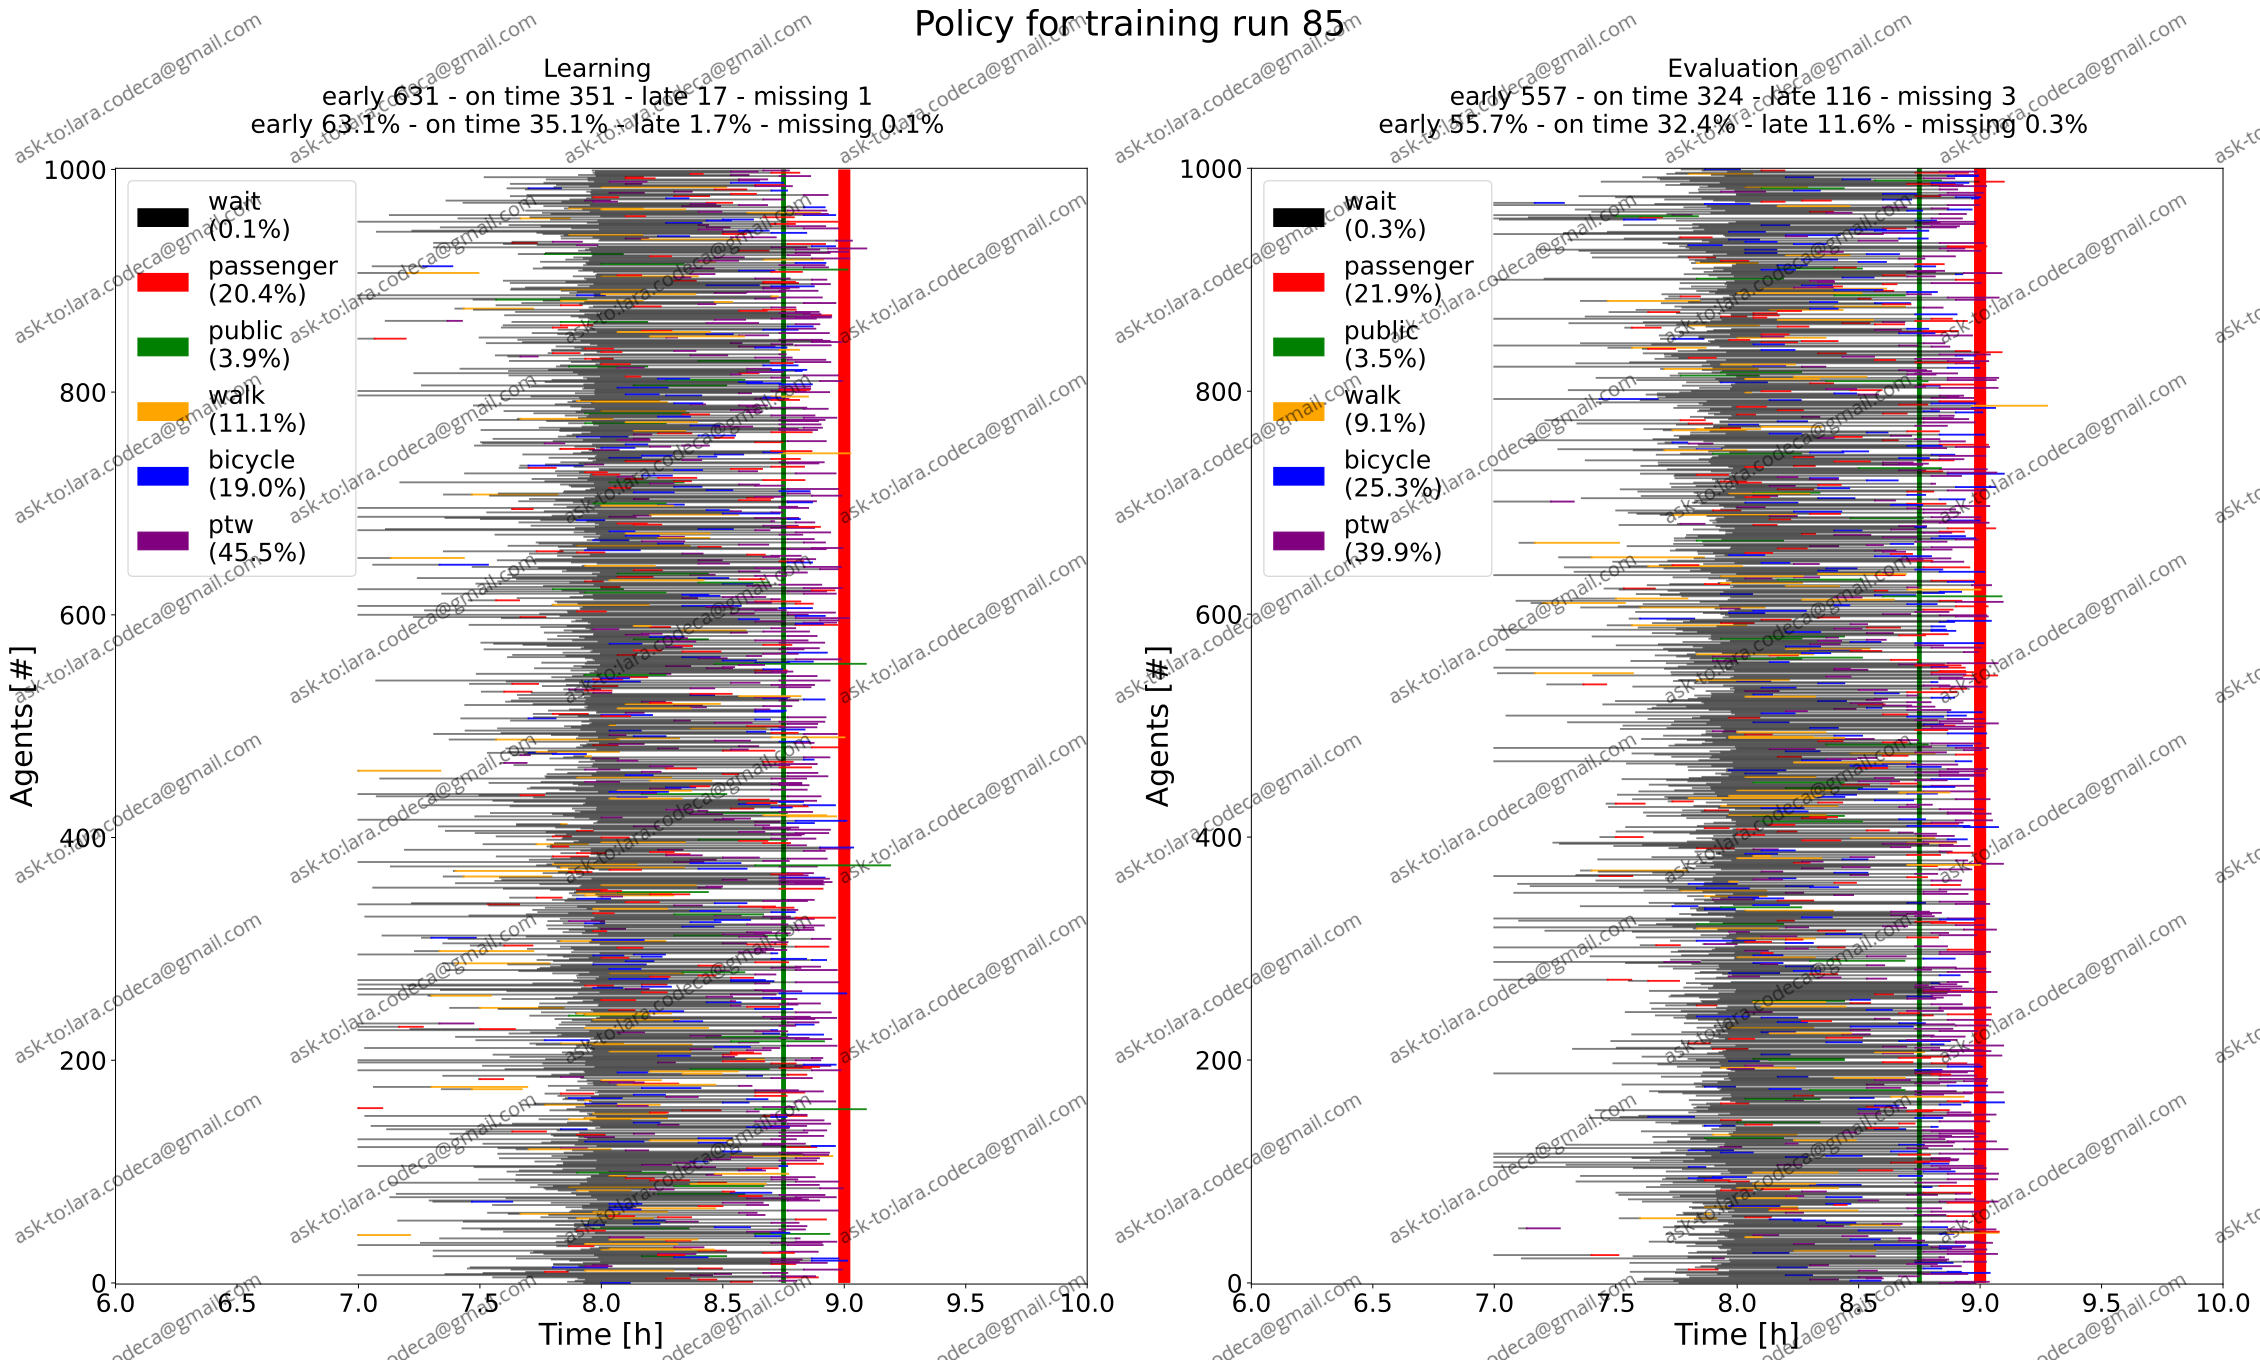 Policy for training run 85
Learning
early 631 - on time 351 - late 17 - missing 1
early 63.1% - on time 35.1% - late 1.7% - missing 0.1%
1000
800
600
400
200
0
Agents [#]
wait
(0.1%)
passenger
(20.4%)
public
(3.9%)
walk
(11.1%)
bicycle
(19.0%)
ptw
(45.5%)
6.0 6.5 7.0 7.5 8.0 8.5 9.0 9.5 10.0
Time [h]
Evaluation
early 557 - on time 324 - late 116 - missing 3
early 55.7% - on time 32.4% - late 11.6% - missing 0.3%
1000
800
600
400
200
0
Agents [#]
wait
(0.3%)
passenger
(21.9%)
public
(3.5%)
walk
(9.1%)
bicycle
(25.3%)
ptw
(39.9%)
6.0 6.5 7.0 7.5 8.0 8.5 9.0 9.5 10.0
Time [h]
ask-to:lara.codeca@gmail.com